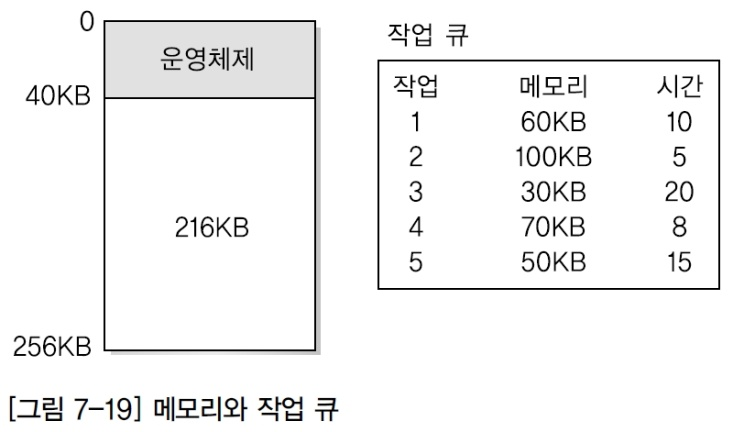 0
운영체제
40KB
216KB
256KB
작업 큐
작업 메모리 시간
1 60KB 10
2 100KB 5
3 30KB 20
4 70KB 8
5 50KB 15
[그림 7-19] 메모리와 작업 큐